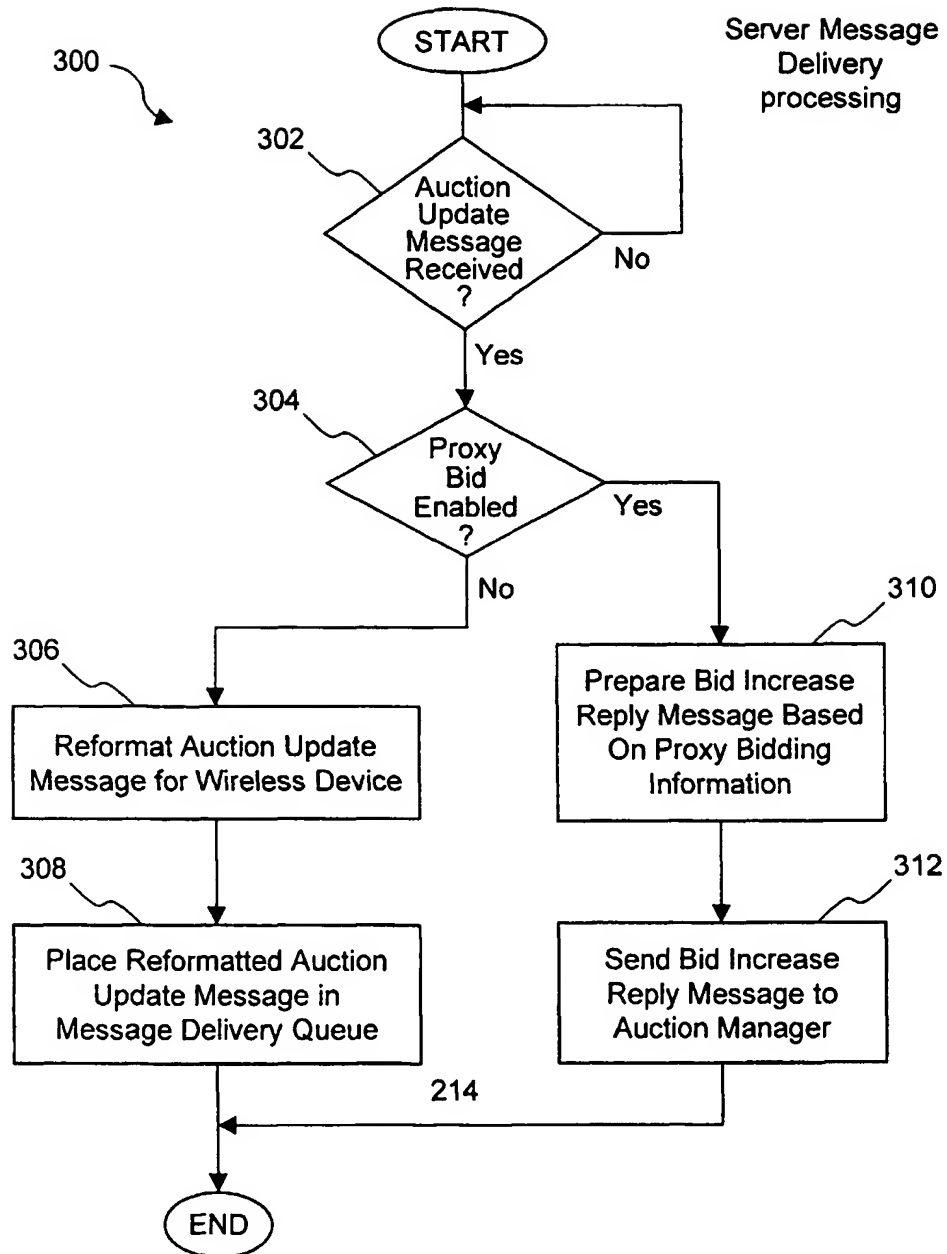 START
Server Message
Delivery
processing
300
302
Auction
Update
Message
Received
?
No
Yes
304
Proxy
Bid
Enabled
?
Yes
No
310
306
Prepare Bid Increase
Reply Message Based
On Proxy Bidding
Information
Reformat Auction Update
Message for Wireless Device
308
312
Place Reformatted Auction
Update Message in
Message Delivery Queue
Send Bid Increase
Reply Message to
Auction Manager
214
END